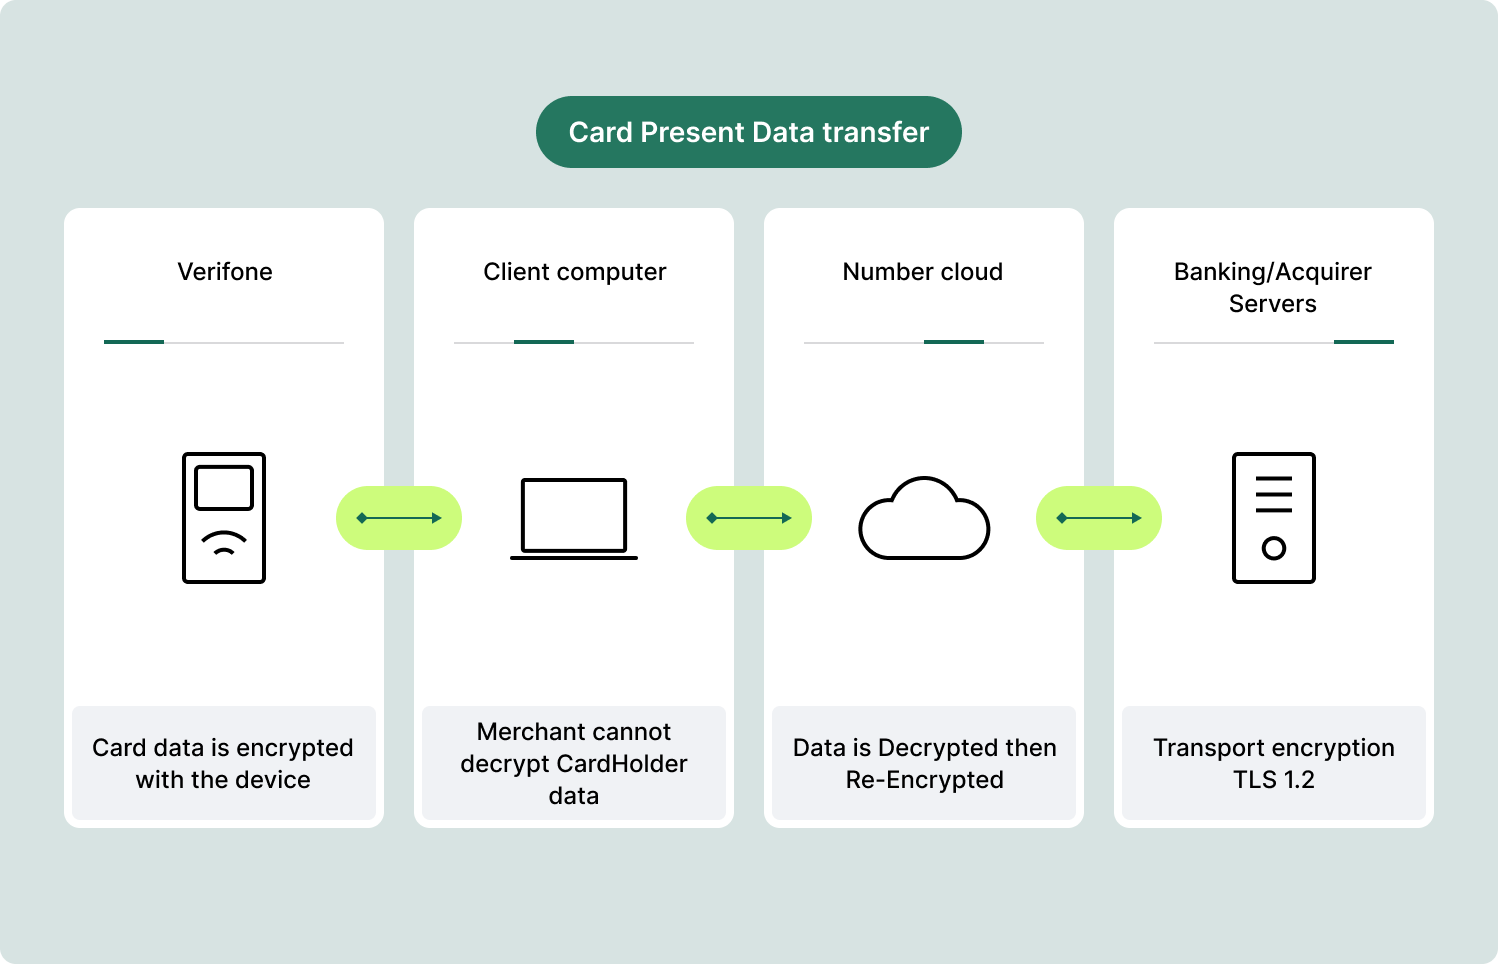 Card Present Data transfer
Verifone
Client computer
Number cloud
Banking/Acquirer
Servers
Card data is encrypted
with the device
Merchant cannot
decrypt CardHolder
data
Data is Decrypted then
Re-Encrypted
Transport encryption
TLS 1.2